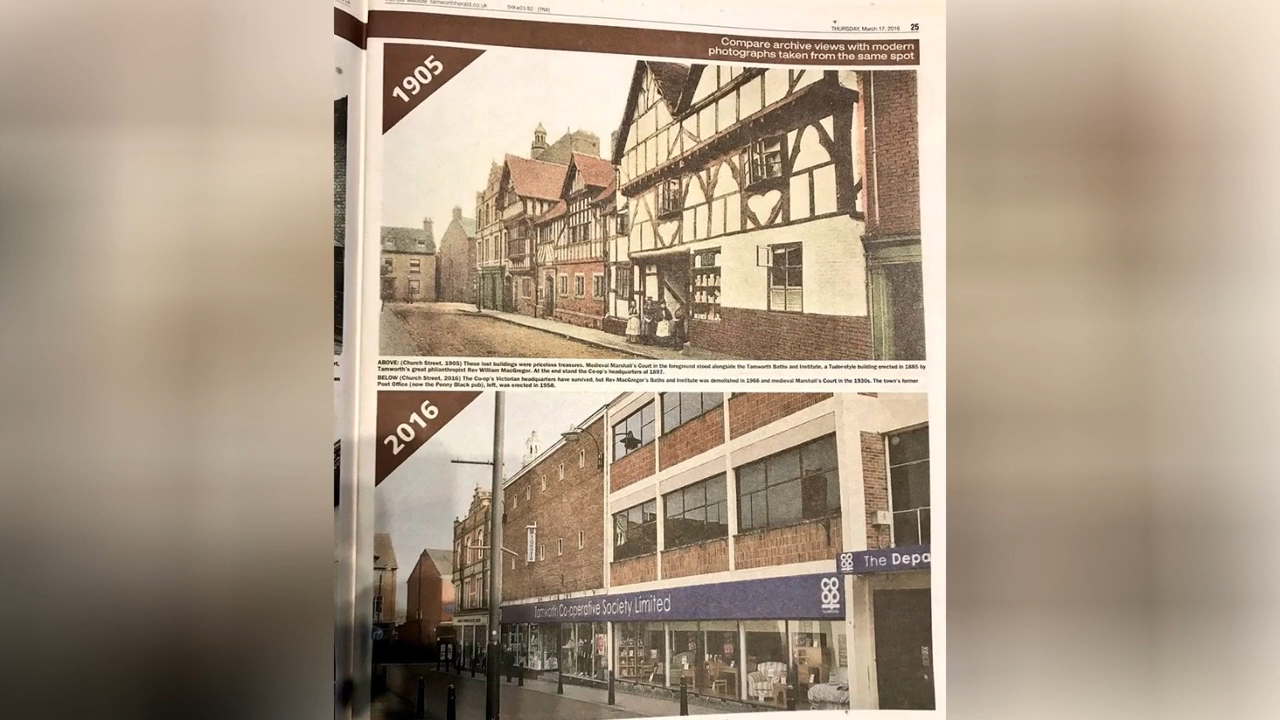 tamworthherald.co.uk
THURSDAY, March 17, 2016 25
Compare archive views with modern
photographs taken from the same spot
1905
ABOVE: (Church Street, 1905) These lost buildings were priceless treasures. Medieval Marshall's Court in the foreground stood alongside the Tamworth Baths and Institute, a Tudor-style building erected in 1885 by
Tamworth's great philanthropist Rev William MacGregor. At the end stand the Co-op's headquarters of 1897.
BELOW (Church Street, 2016) The Co-op's Victorian headquarters have survived, but Rev MacGregor's Baths and Institute was demolished in 1966 and medieval Marshall's Court in the 1930s. The town's former
Post Office (now the Penny Black pub), left, was erected in 1958.
2016
The Depa
CO
OP
Tamworth Co-operative Society Limited
CO
OP